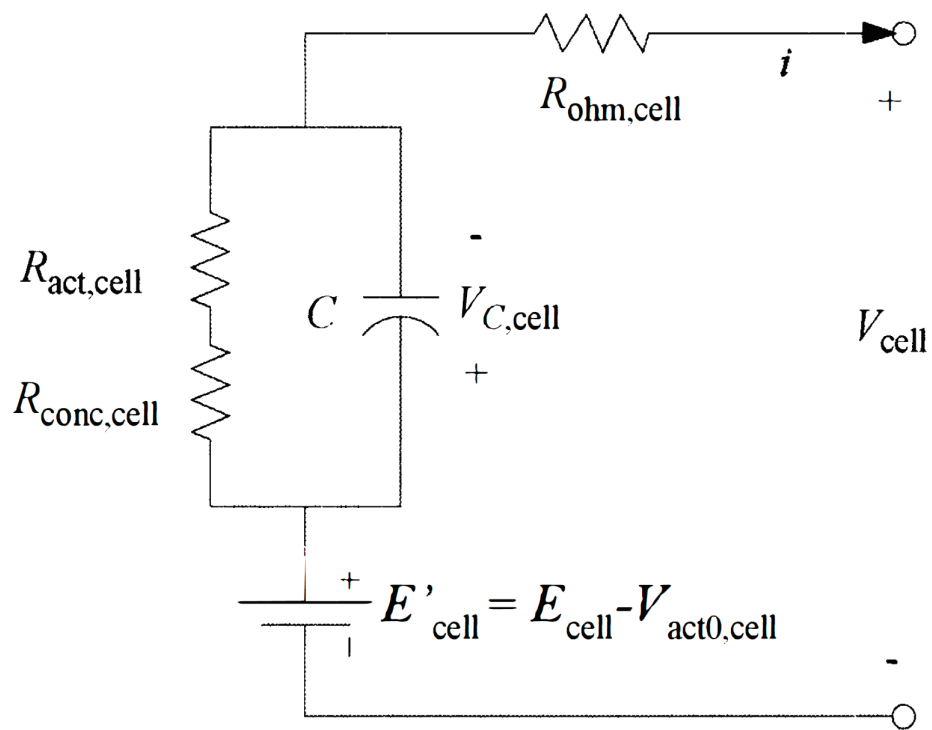 R_ohm,cell
i
+
R_act,cell
-
C
V_C,cell
V_cell
+
R_conc,cell
+
E'_cell = E_cell-V_act0,cell
-
-